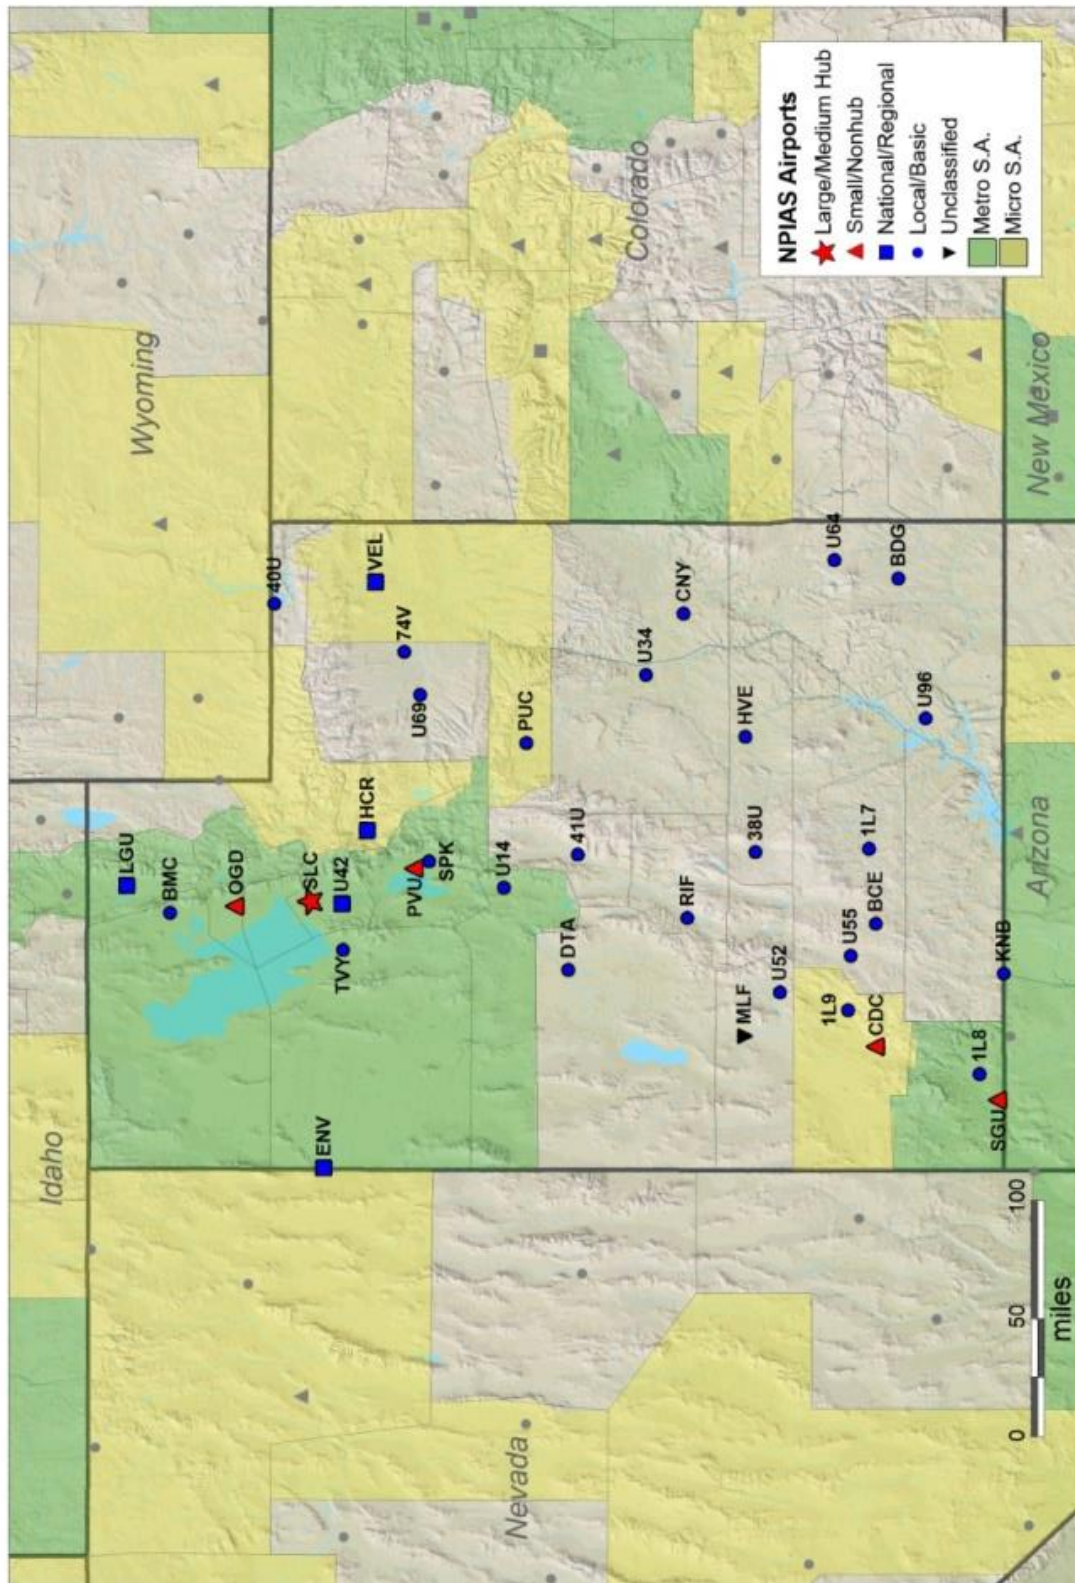 Idaho
Wyoming
LGU
BMC
OGD
SLC
U42
TVY
ENV
HCR
40U
VEL
74V
U69
PVU
SPK
PUC
U14
41U
DTA
RIF
U34
CNY
HVE
38U
MLF
U52
U55
1L9
CDC
BCE
1L7
U64
BDG
U96
KNB
1L8
SGU
Nevada
Colorado
Arizona
New Mexico
NPIAS Airports
Large/Medium Hub
Small/Nonhub
National/Regional
Local/Basic
Unclassified
Metro S.A.
Micro S.A.
0 50 100
miles